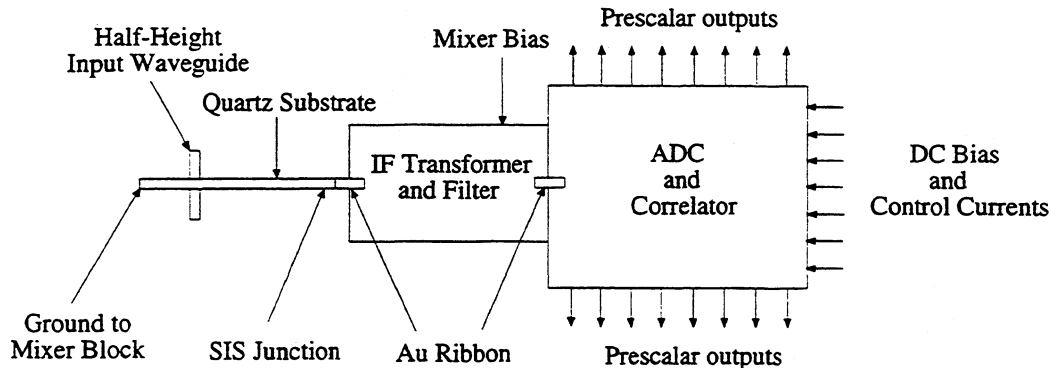 Prescalar outputs
Half-Height
Input Waveguide
Mixer Bias
Quartz Substrate
IF Transformer
and Filter
ADC
and
Correlator
DC Bias
and
Control Currents
Ground to
Mixer Block
SIS Junction
Au Ribbon
Prescalar outputs